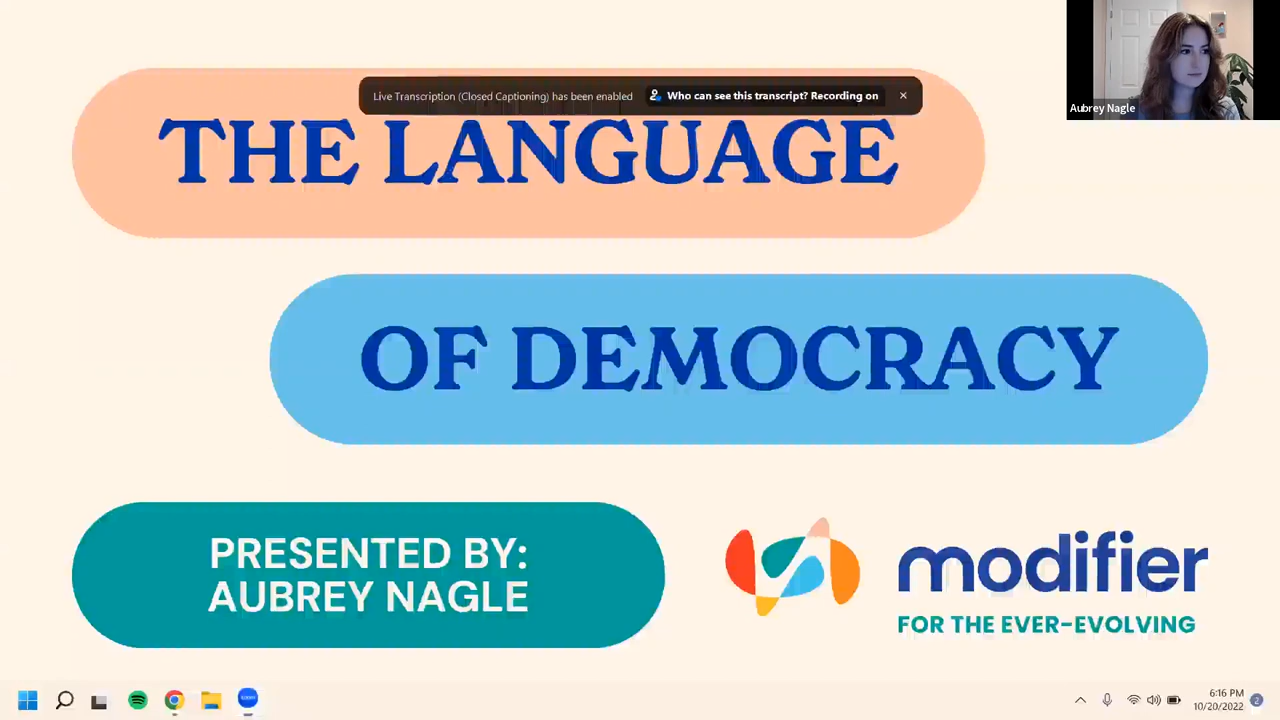 Live Transcription (Closed Captioning) has been enabled Who can see this transcript? Recording on
Aubrey Nagle
THE LANGUAGE
OF DEMOCRACY
PRESENTED BY:
AUBREY NAGLE
modifier
FOR THE EVER-EVOLVING
6:16 PM
10/20/2022
2